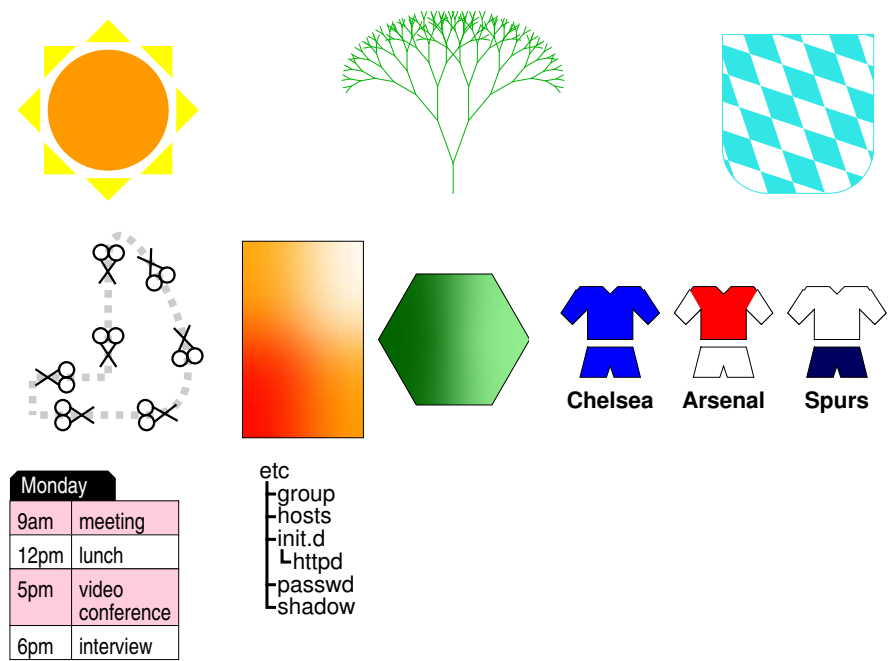 Chelsea Arsenal Spurs
Monday
9am meeting
12pm lunch
5pm video
conference
6pm interview
etc
group
hosts
init.d
httpd
passwd
shadow